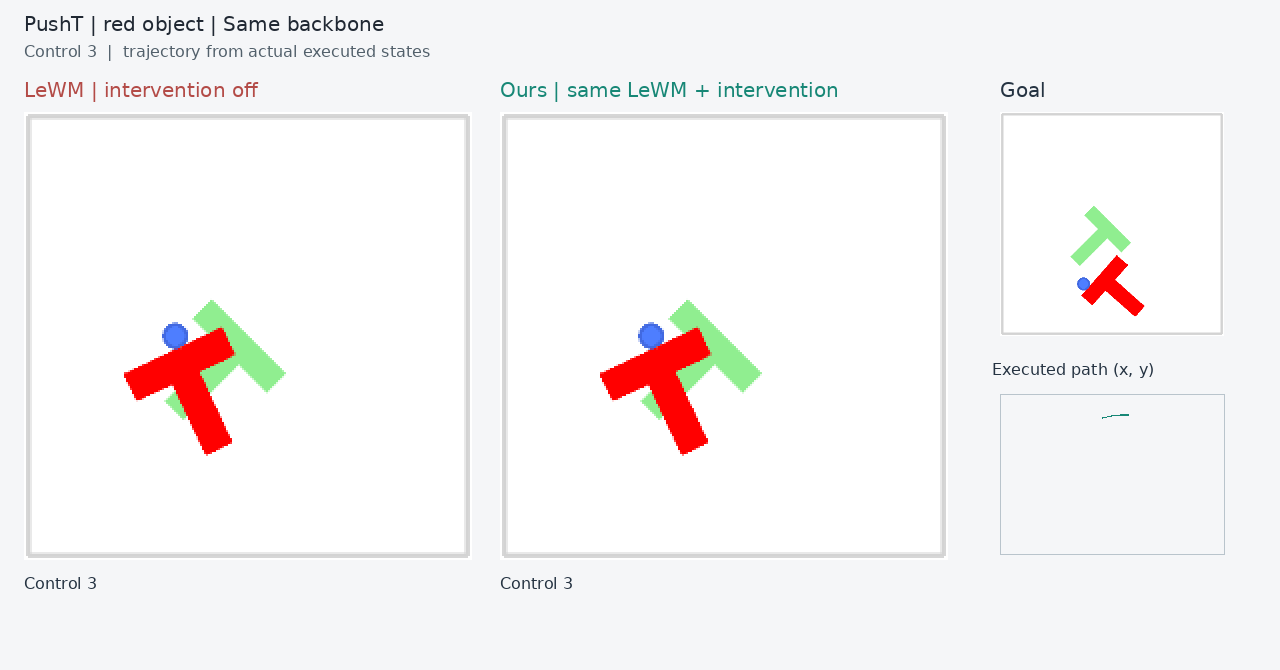 PushT | red object | Same backbone
Control 3 | trajectory from actual executed states
LeWM | intervention off
Ours | same LeWM + intervention
Goal
Executed path (x, y)
Control 3
Control 3